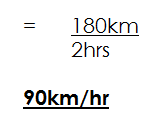 = 180km
2hrs
90km/hr